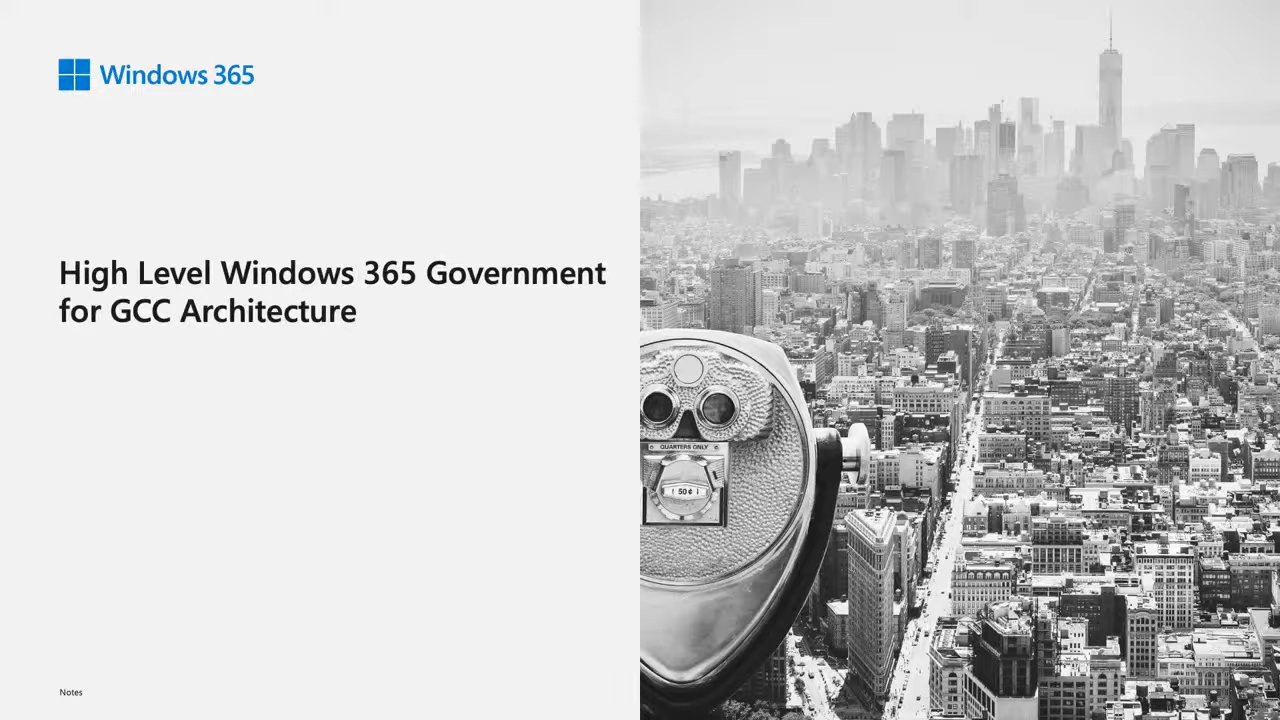 Windows 365
High Level Windows 365 Government
for GCC Architecture
QUARTERS ONLY
50¢
Notes